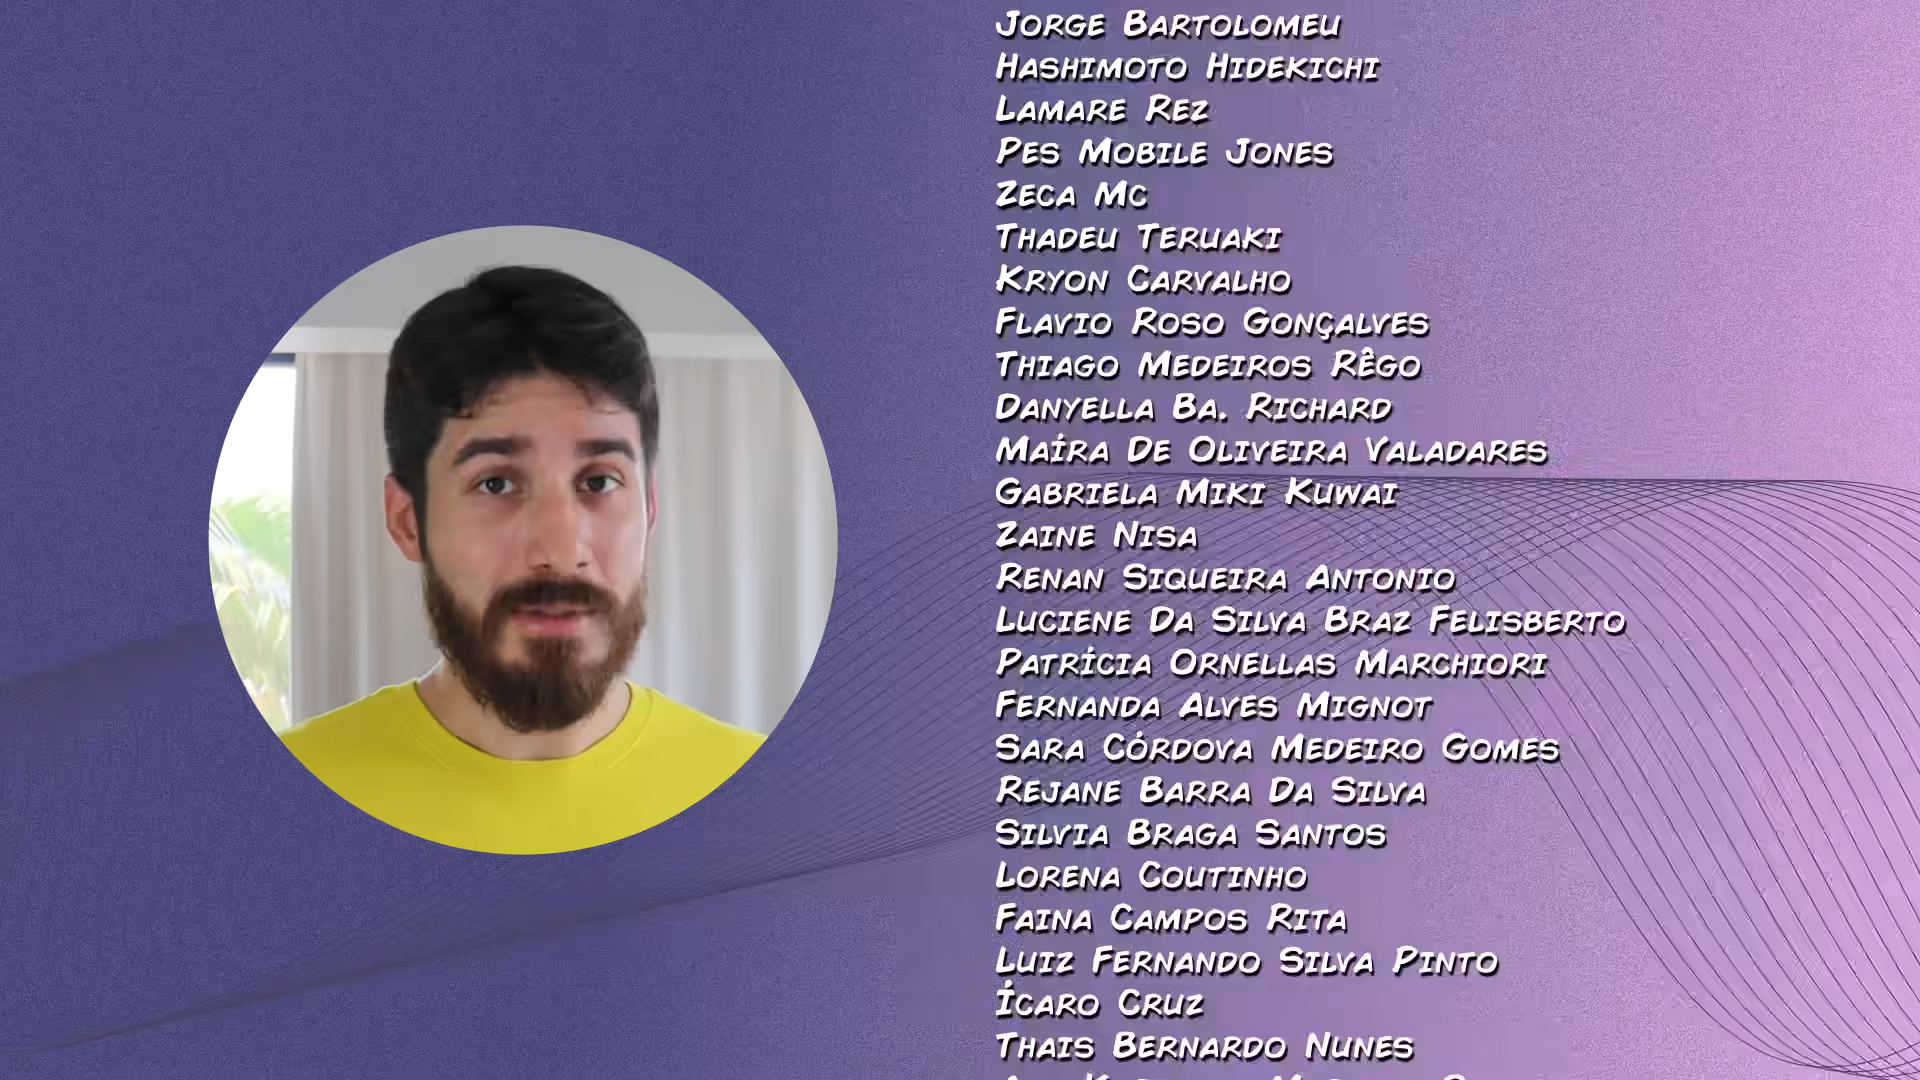 Jorge Bartolomeu
Hashimoto Hidekichi
Lamare Rez
Pes Mobile Jones
Zeca Mc
Thadeu Teruaki
Kryon Carvalho
Flavio Roso Gonçalves
Thiago Medeiros Rêgo
Danyella Ba. Richard
Maíra De Oliveira Valadares
Gabriela Miki Kuwai
Zaine Nisa
Renan Siqueira Antonio
Luciene Da Silva Braz Felisberto
Patrícia Ornellas Marchiori
Fernanda Alves Mignot
Sara Córdova Medeiro Gomes
Rejane Barra Da Silva
Silvia Braga Santos
Lorena Coutinho
Faina Campos Rita
Luiz Fernando Silva Pinto
Ícaro Cruz
Thais Bernardo Nunes